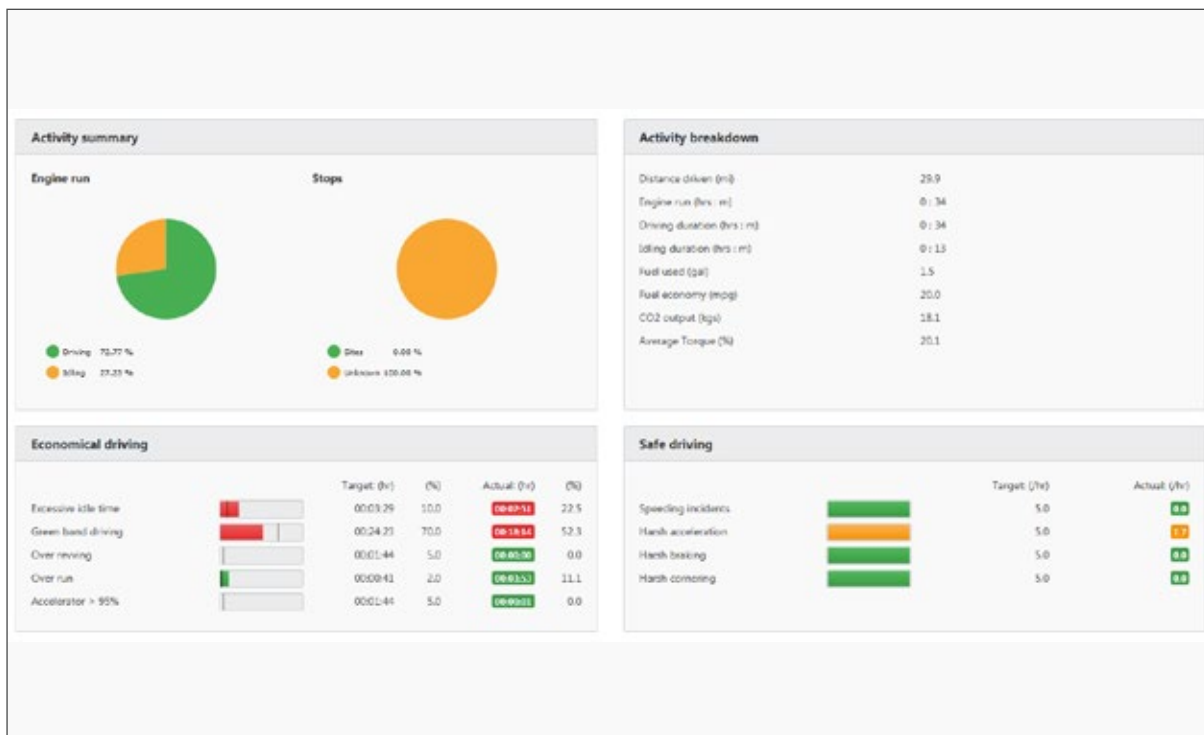 Activity summary
Engine run Stops
Driving 72.77 %
Idling 27.23 %
Sites 0.00 %
Unknown 100.00 %
Activity breakdown
Distance driven (mi) 29.9
Engine run (hrs : m) 0 : 34
Driving duration (hrs : m) 0 : 34
Idling duration (hrs : m) 0 : 13
Fuel used (gal) 1.5
Fuel economy (mpg) 20.0
CO2 output (kgs) 18.1
Average Torque (%) 20.1
Economical driving
Target: (hr) (%) Actual: (hr) (%)
Excessive idle time 00:03:29 10.0 22.5
Green band driving 00:24:23 70.0 52.3
Over revving 00:01:44 5.0 00:00:00 0.0
Over run 00:00:41 2.0 00:03:53 11.1
Accelerator > 95% 00:01:44 5.0 0.0
Safe driving
Target: (/hr) Actual: (/hr)
Speeding incidents 5.0 0.0
Harsh acceleration 5.0
Harsh braking 5.0 0.0
Harsh cornering 5.0 0.0